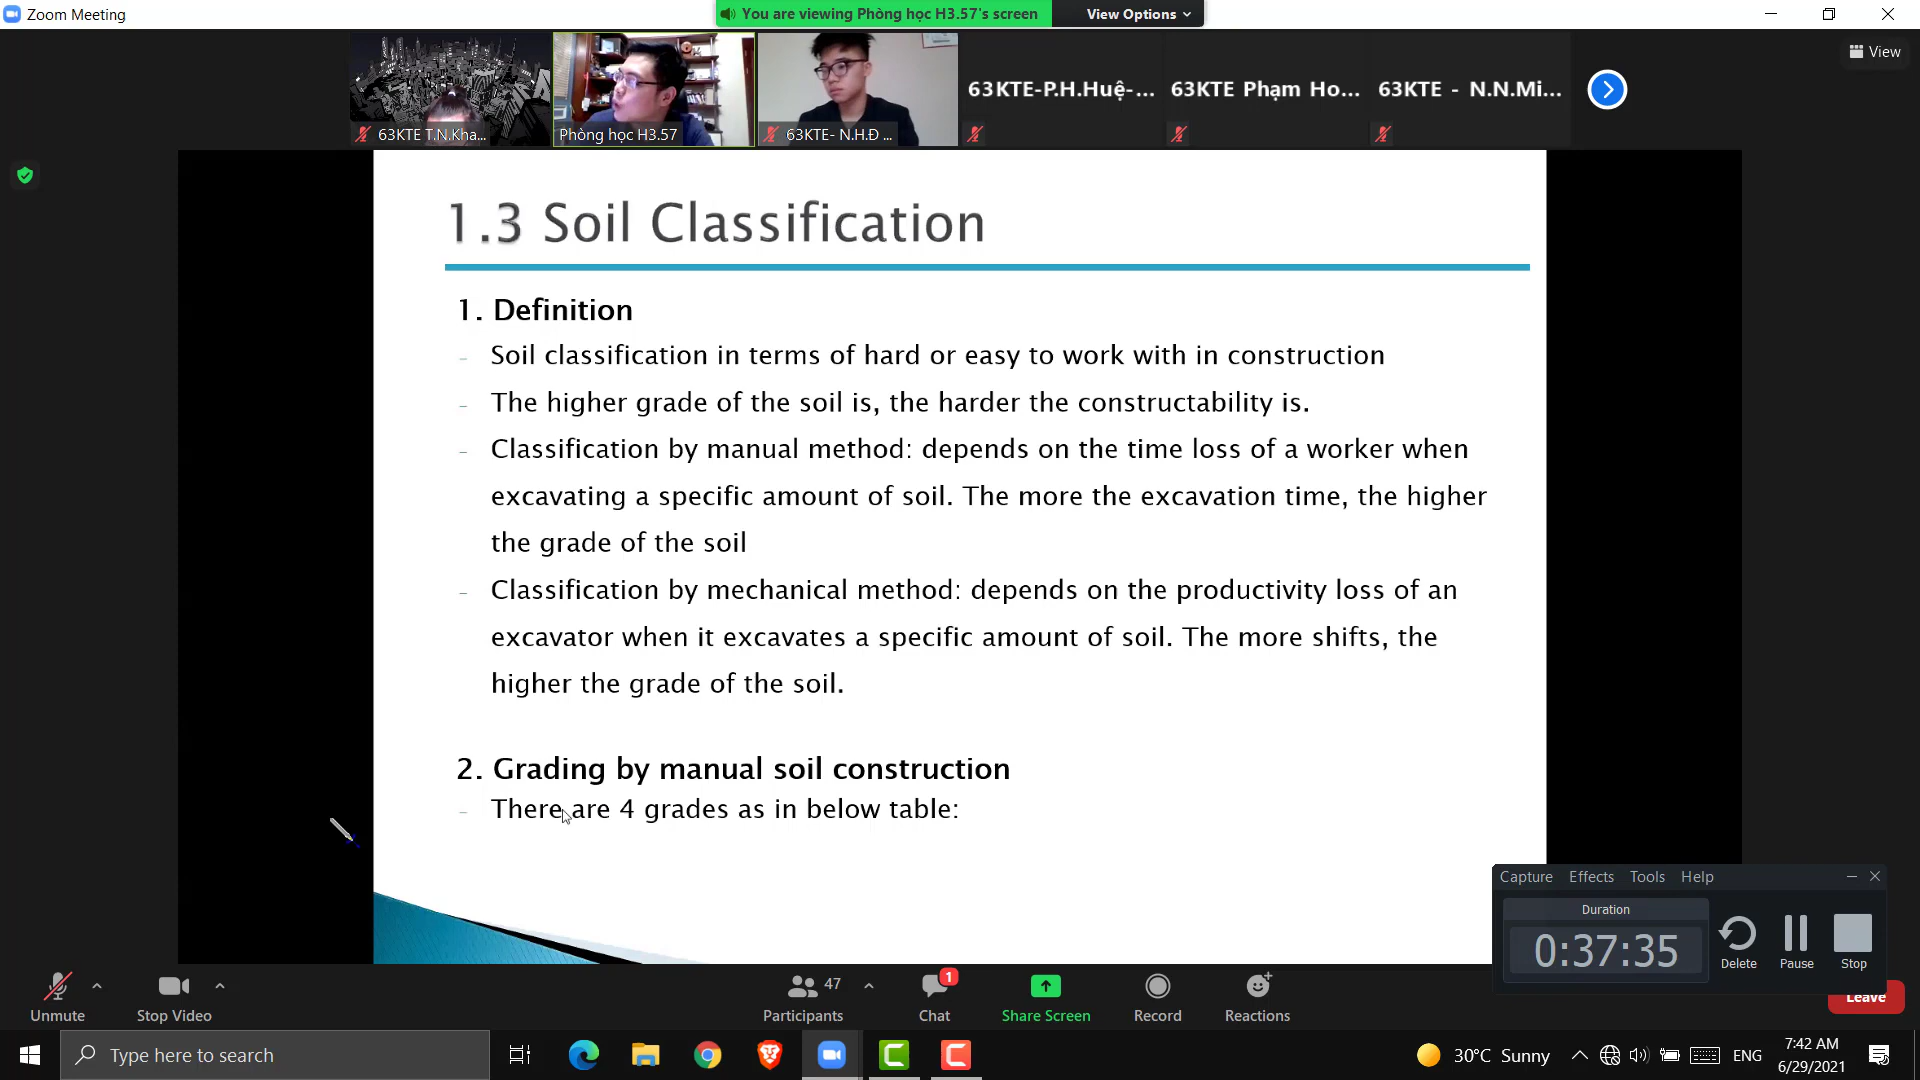 Zoom Meeting
You are viewing Phòng học H3.57's screen
View Options
View
63KTE T.N.Kha...
Phòng học H3.57
63KTE- N.H.Đ ...
63KTE-P.H.Huệ-...
63KTE Phạm Ho...
63KTE - N.N.Mi...
1.3 Soil Classification
1. Definition
- Soil classification in terms of hard or easy to work with in construction
- The higher grade of the soil is, the harder the constructability is.
- Classification by manual method: depends on the time loss of a worker when
excavating a specific amount of soil. The more the excavation time, the higher
the grade of the soil
- Classification by mechanical method: depends on the productivity loss of an
excavator when it excavates a specific amount of soil. The more shifts, the
higher the grade of the soil.
2. Grading by manual soil construction
- There are 4 grades as in below table:
Capture Effects Tools Help
Duration
0:37:35
Delete
Pause
Stop
Unmute
Stop Video
47
Participants
1
Chat
Share Screen
Record
Reactions
Leave
Type here to search
30°C Sunny
ENG
7:42 AM
6/29/2021